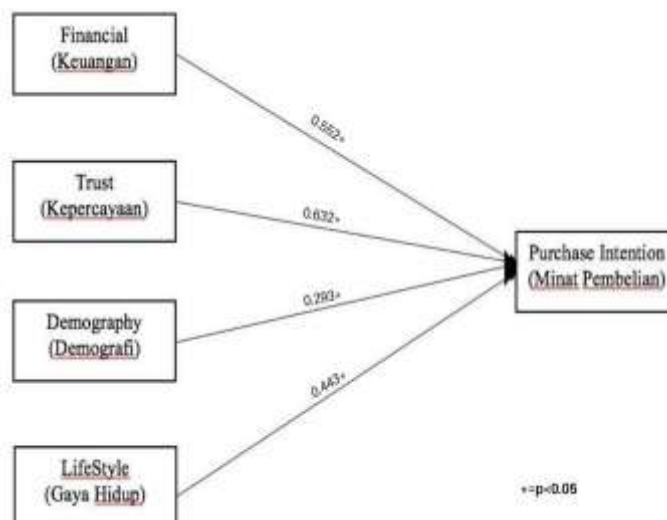 Financial
(Keuangan)
0.552+
Trust
(Kepercayaan)
0.632+
Purchase Intention
(Minat Pembelian)
0.293+
Demography
(Demografi)
0.443+
LifeStyle
(Gaya Hidup)
+=p<0.05